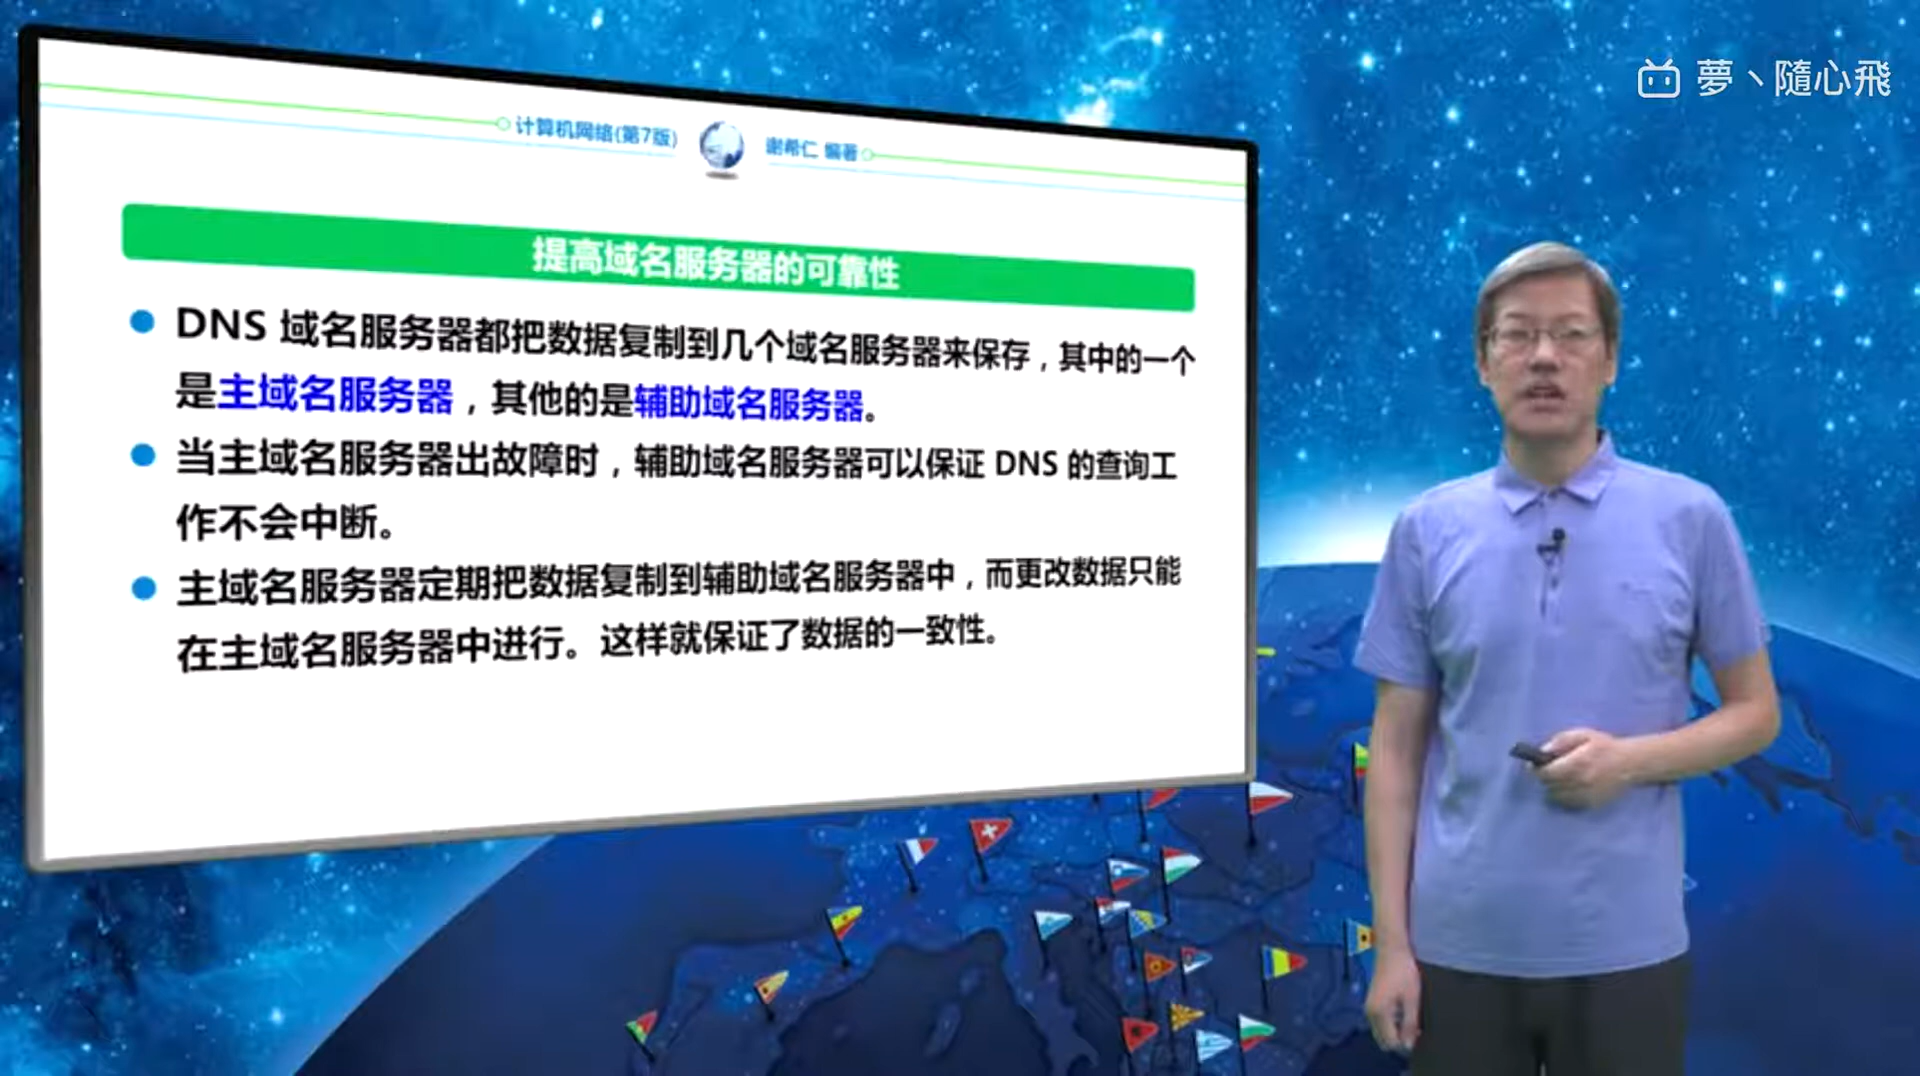 夢丶隨心飛
计算机网络(第7版) 谢希仁 编著
提高域名服务器的可靠性
DNS 域名服务器都把数据复制到几个域名服务器来保存，其中的一个
是主域名服务器，其他的是辅助域名服务器。
当主域名服务器出故障时，辅助域名服务器可以保证 DNS 的查询工
作不会中断。
主域名服务器定期把数据复制到辅助域名服务器中，而更改数据只能
在主域名服务器中进行。这样就保证了数据的一致性。